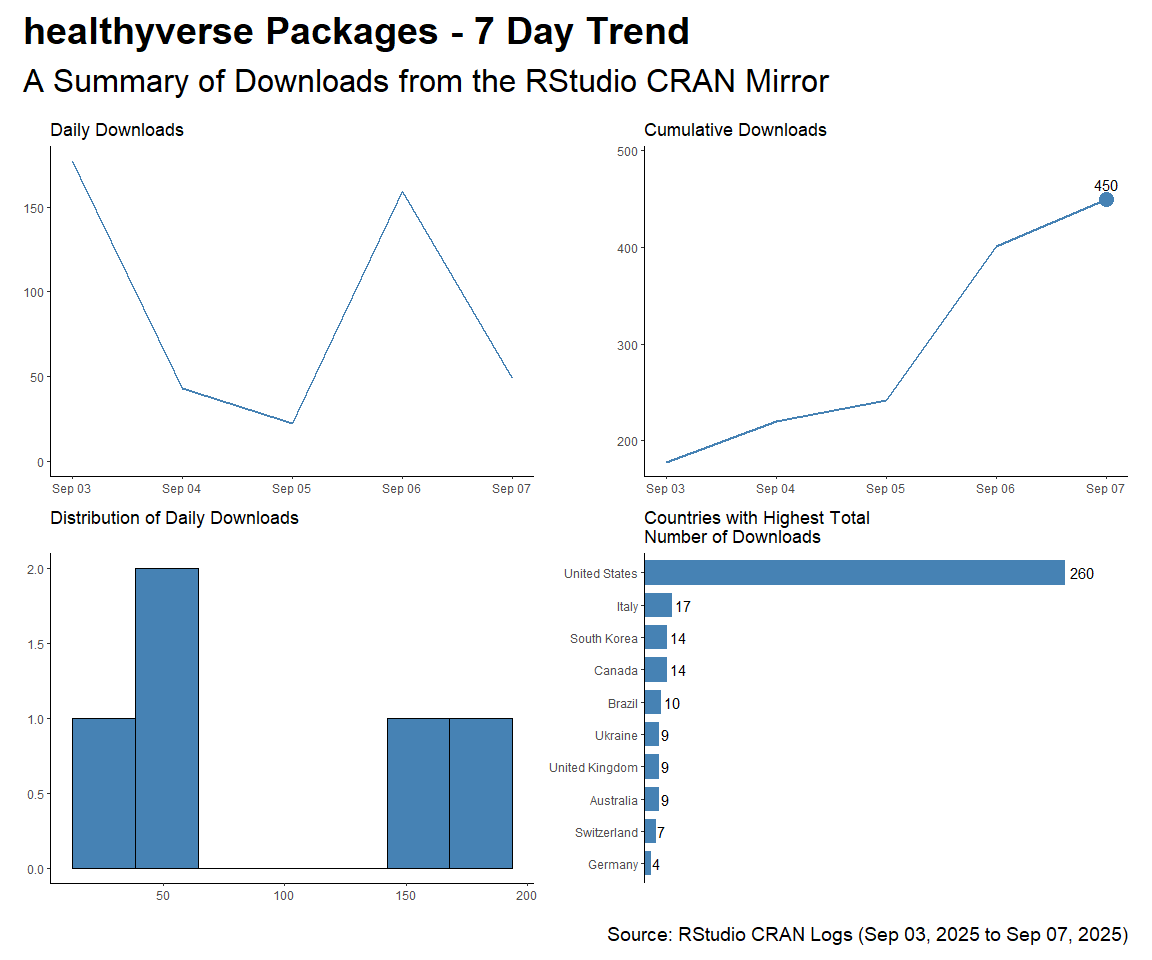 healthyverse Packages - 7 Day Trend
A Summary of Downloads from the RStudio CRAN Mirror
Daily Downloads
150
100
50
0
Sep 03 Sep 04 Sep 05 Sep 06 Sep 07
Cumulative Downloads
500
400
300
200
450
Sep 03 Sep 04 Sep 05 Sep 06 Sep 07
Distribution of Daily Downloads
2.0
1.5
1.0
0.5
0.0
50 100 150 200
Countries with Highest Total
Number of Downloads
United States 260
Italy 17
South Korea 14
Canada 14
Brazil 10
Ukraine 9
United Kingdom 9
Australia 9
Switzerland 7
Germany 4
Source: RStudio CRAN Logs (Sep 03, 2025 to Sep 07, 2025)